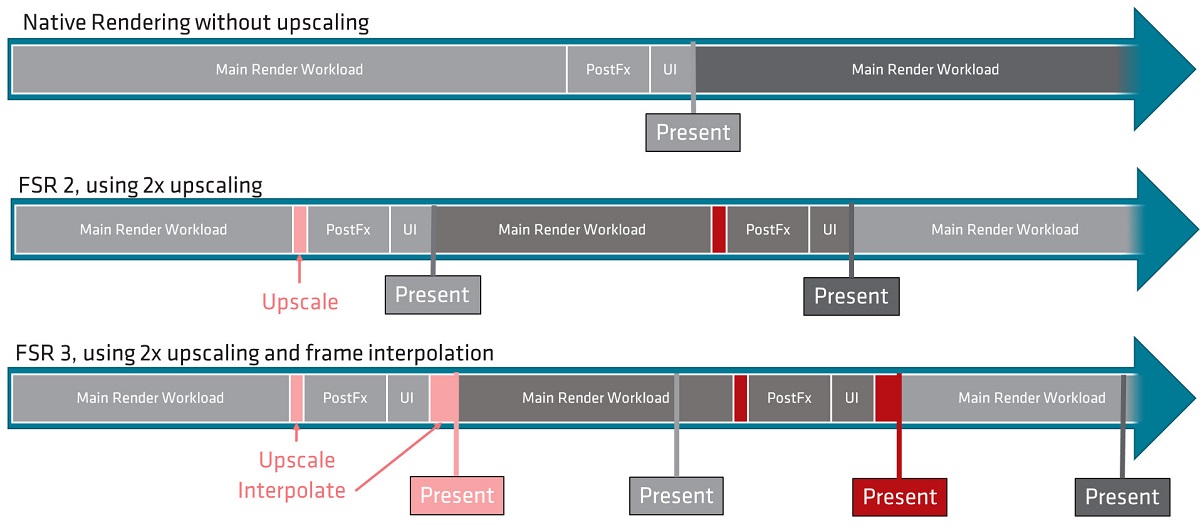 Native Rendering without upscaling
Main Render Workload PostFx UI Main Render Workload
Present
FSR 2, using 2x upscaling
Main Render Workload PostFx UI Main Render Workload PostFx UI Main Render Workload
Upscale Present Present
FSR 3, using 2x upscaling and frame interpolation
Main Render Workload PostFx UI Main Render Workload PostFx UI Main Render Workload
Upscale
Interpolate Present Present Present Present